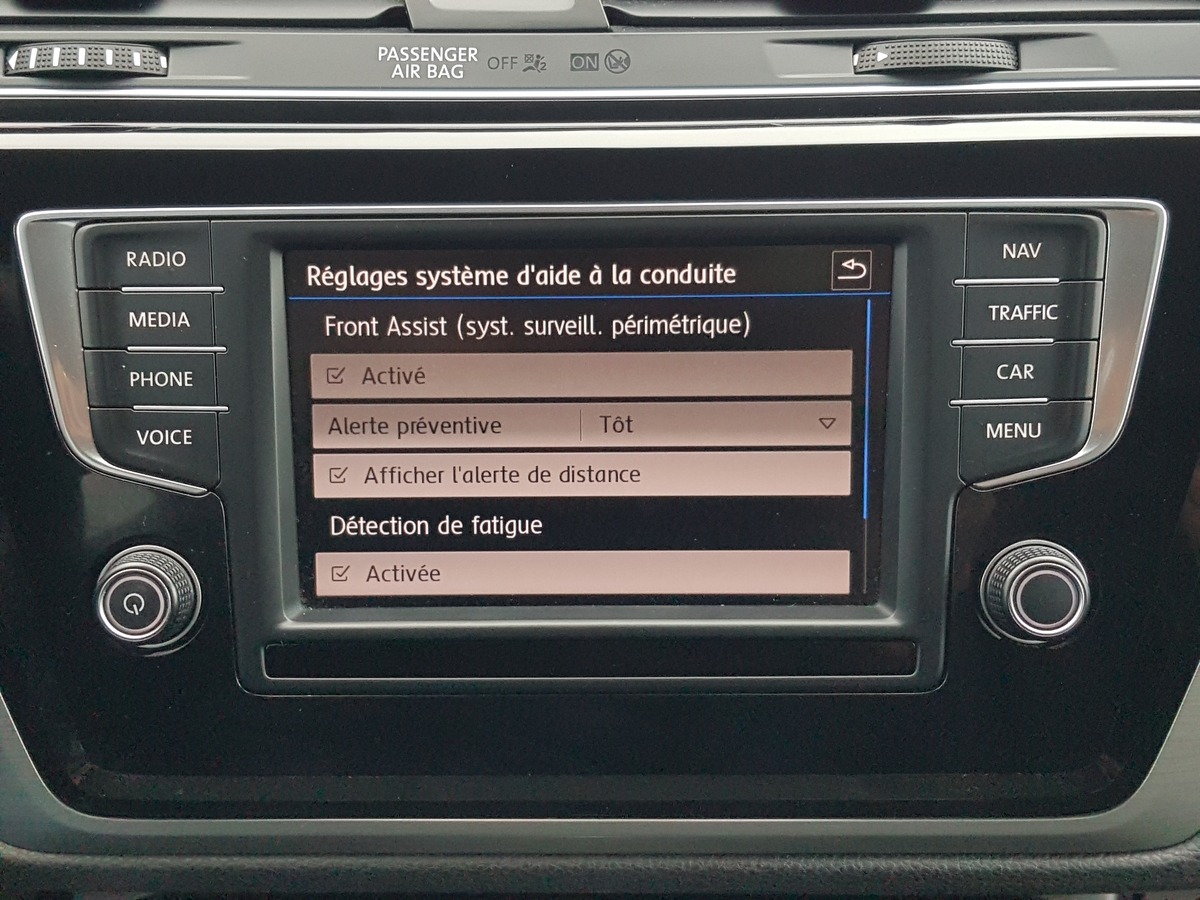 PASSENGER
AIR BAG
OFF
ON
RADIO
MEDIA
PHONE
VOICE
Réglages système d'aide à la conduite
Front Assist (syst. surveill. périmétrique)
Activé
Alerte préventive Tôt
Afficher l'alerte de distance
Détection de fatigue
Activée
NAV
TRAFFIC
CAR
MENU